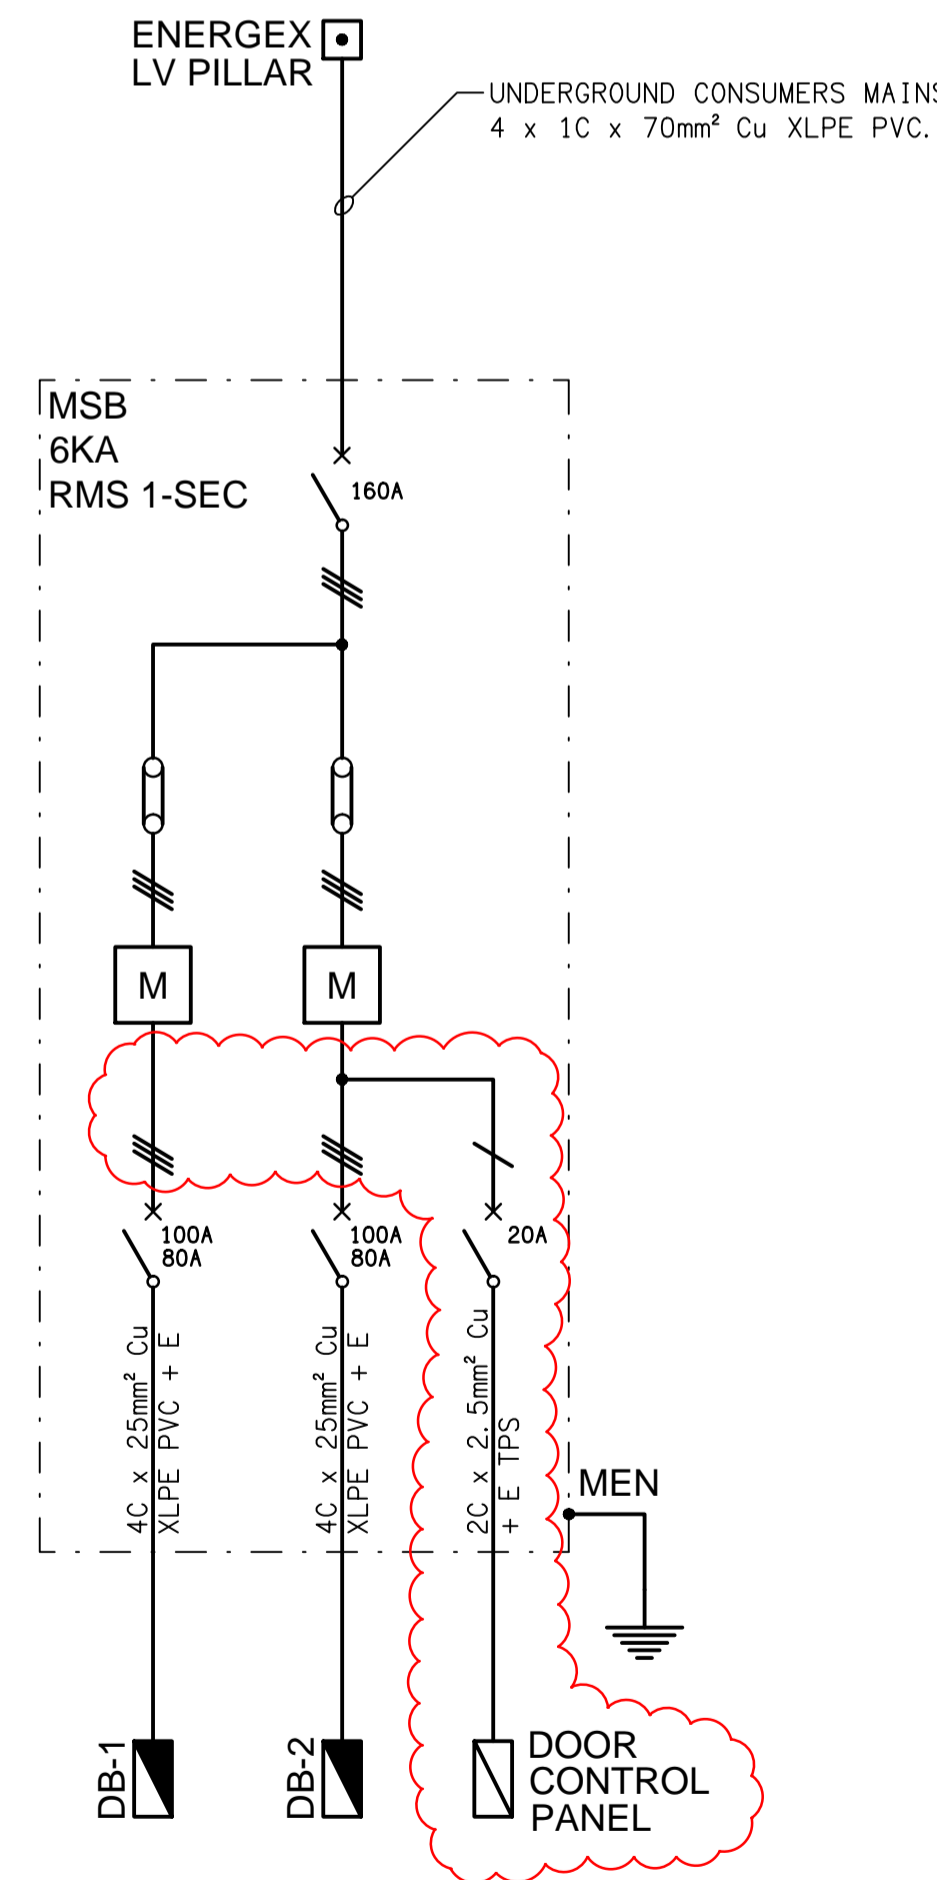 ENERGEX
LV PILLAR
UNDERGROUND CONSUMERS MAINS
4 x 1C x 70mm² Cu XLPE PVC.
MSB
6KA
RMS 1-SEC
160A
M
M
100A
80A
100A
80A
20A
4C x 25mm² Cu
XLPE PVC + E
4C x 25mm² Cu
XLPE PVC + E
2C x 2.5mm² Cu
+ E TPS
MEN
DB-1
DB-2
DOOR
CONTROL
PANEL